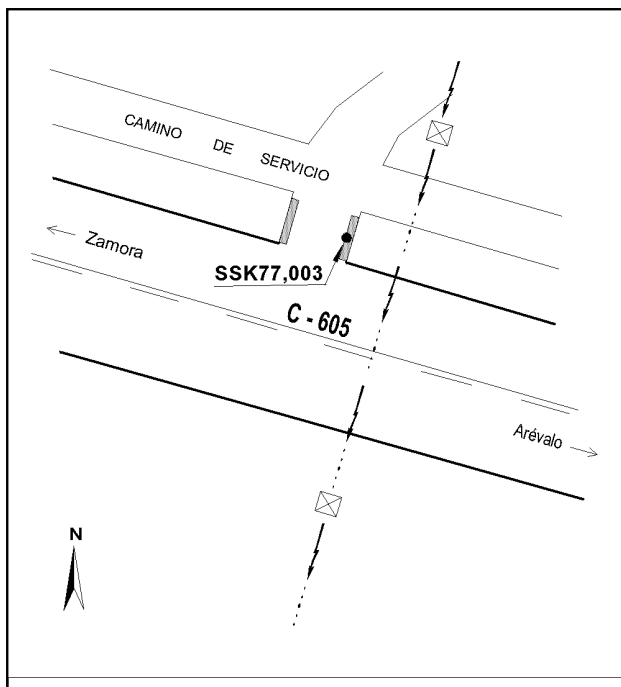 CAMINO DE SERVICIO
Zamora
SSK77,003
C - 605
Arévalo
N